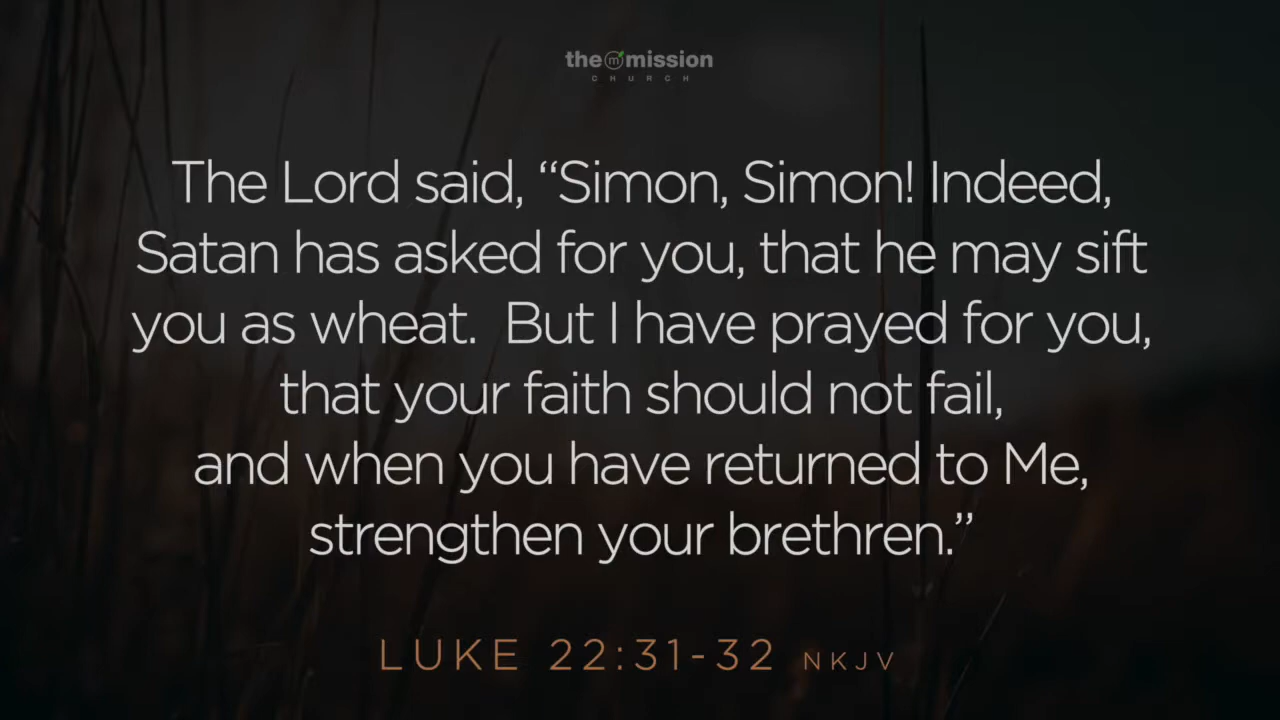 the mission
CHURCH
The Lord said, “Simon, Simon! Indeed,
Satan has asked for you, that he may sift
you as wheat.  But I have prayed for you,
that your faith should not fail,
and when you have returned to Me,
strengthen your brethren.”
LUKE 22:31-32 NKJV